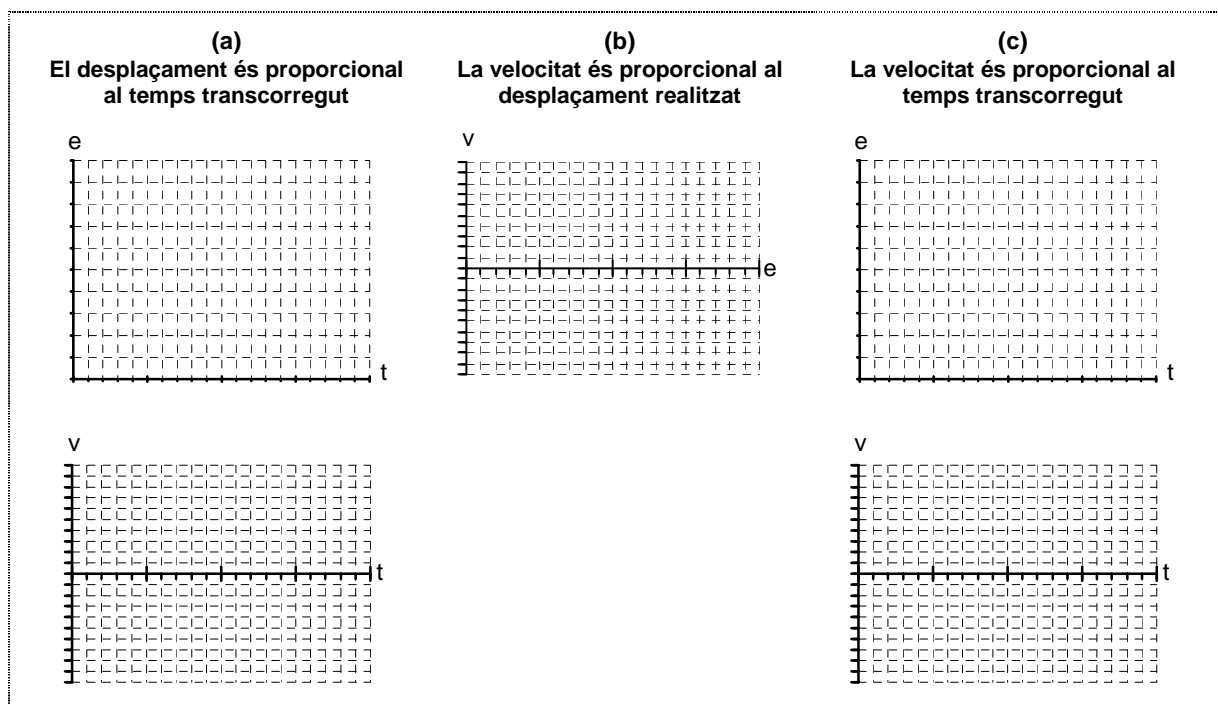 (a)
El desplaçament és proporcional
al temps transcorregut
e
t
v
t
(b)
La velocitat és proporcional al
desplaçament realitzat
v
e
(c)
La velocitat és proporcional al
temps transcorregut
e
t
v
t